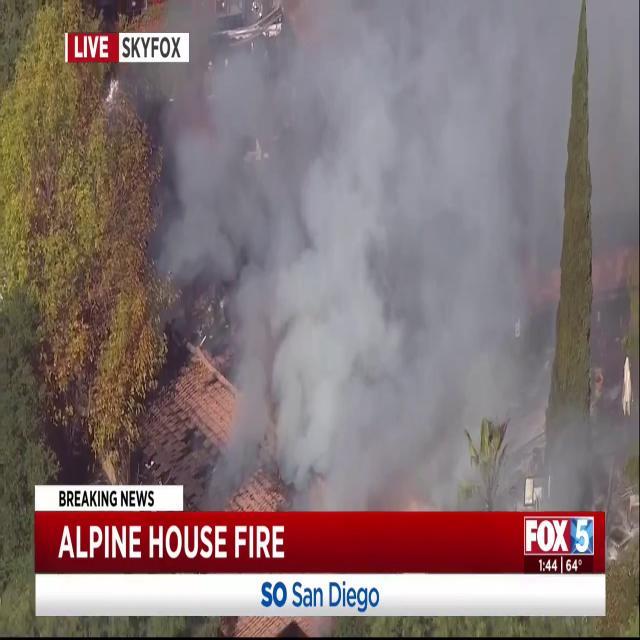 LIVE SKYFOX
BREAKING NEWS
ALPINE HOUSE FIRE
FOX 5
1:44 64°
SO San Diego